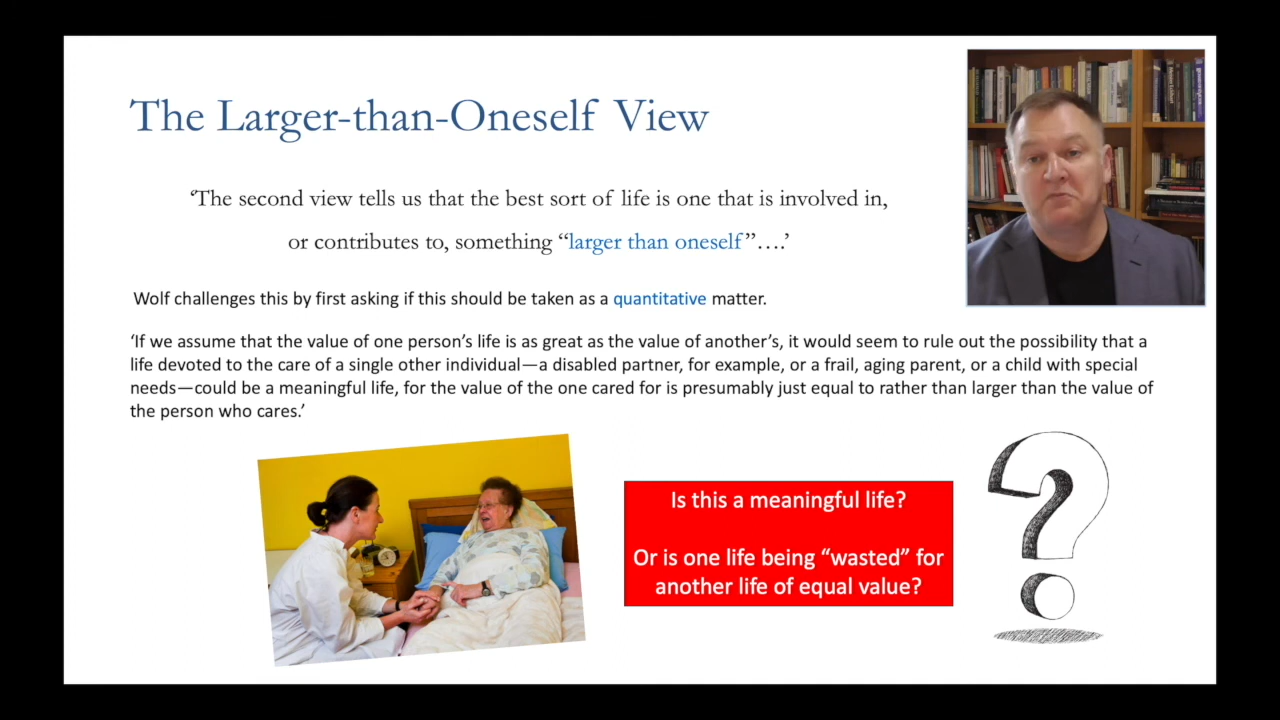 The Larger-than-Oneself View
‘The second view tells us that the best sort of life is one that is involved in,
or contributes to, something “larger than oneself”….’
Wolf challenges this by first asking if this should be taken as a quantitative matter.
‘If we assume that the value of one person’s life is as great as the value of another’s, it would seem to rule out the possibility that a
life devoted to the care of a single other individual—a disabled partner, for example, or a frail, aging parent, or a child with special
needs—could be a meaningful life, for the value of the one cared for is presumably just equal to rather than larger than the value of
the person who cares.’
Is this a meaningful life?
Or is one life being “wasted” for
another life of equal value?